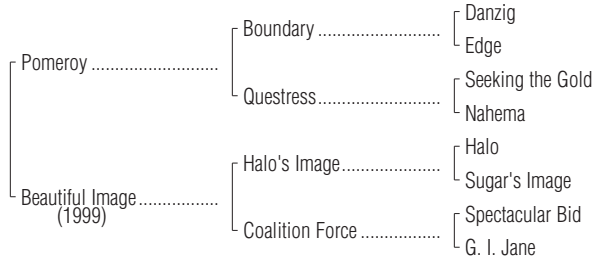 Danzig
Boundary ..........................
Edge
Pomeroy ...........................
Seeking the Gold
Questress..........................
Nahema
Halo
Halo's Image.....................
Sugar's Image
Beautiful Image.................
(1999)
Spectacular Bid
Coalition Force .................
G. I. Jane